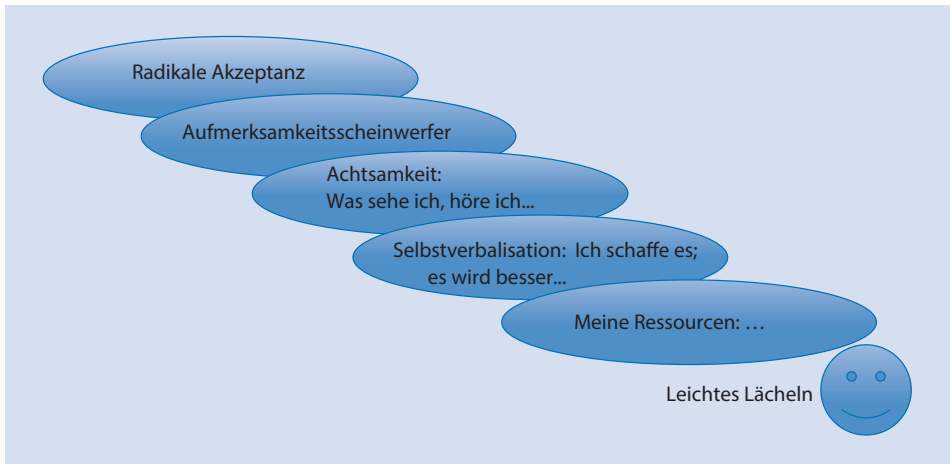 Radikale Akzeptanz
Aufmerksamkeitsscheinwerfer
Achtsamkeit:
Was sehe ich, höre ich...
Selbstverbalisation: Ich schaffe es;
es wird besser...
Meine Ressourcen: …
Leichtes Lächeln